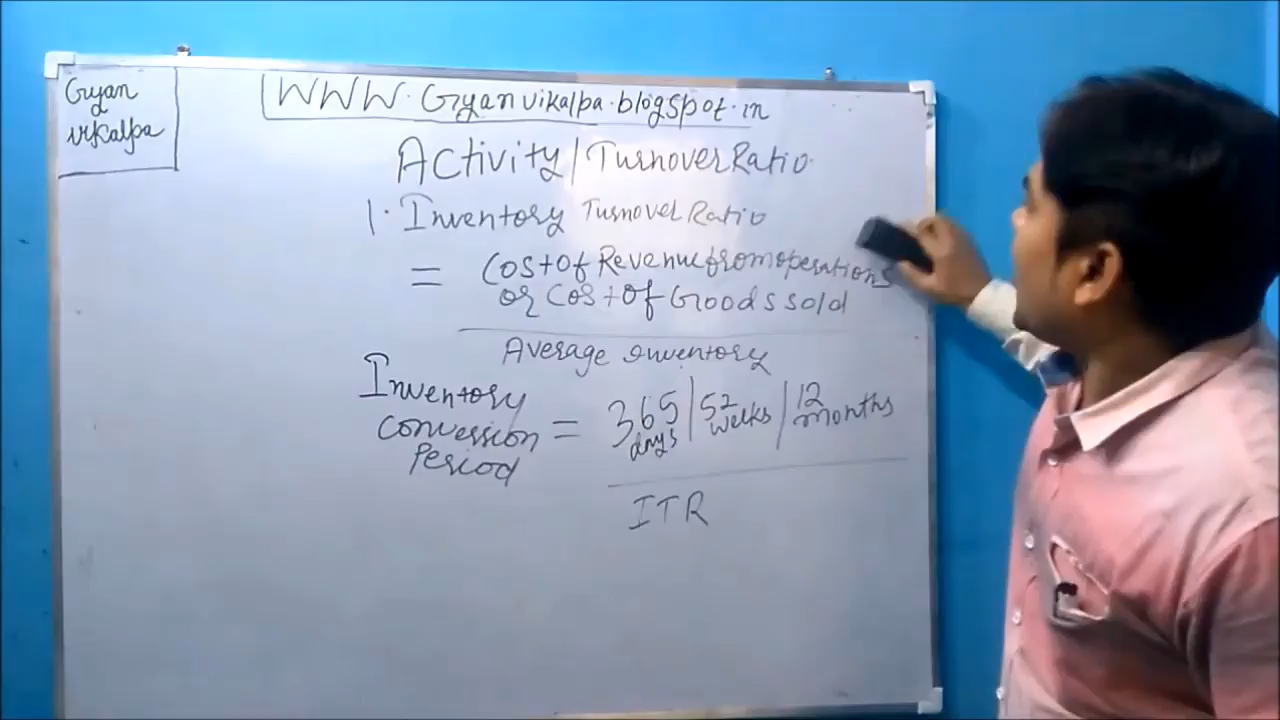 Gyan
vikalpa
WWW.Gyanvikalpa.blogspot.in
Activity/Turnover Ratio
1. Inventory Turnover Ratio
= Cost of Revenue from operations
or Cost of Goods sold
Average inventory
Inventory
conversion
Period
= 365 days / 52 weeks / 12 months
ITR